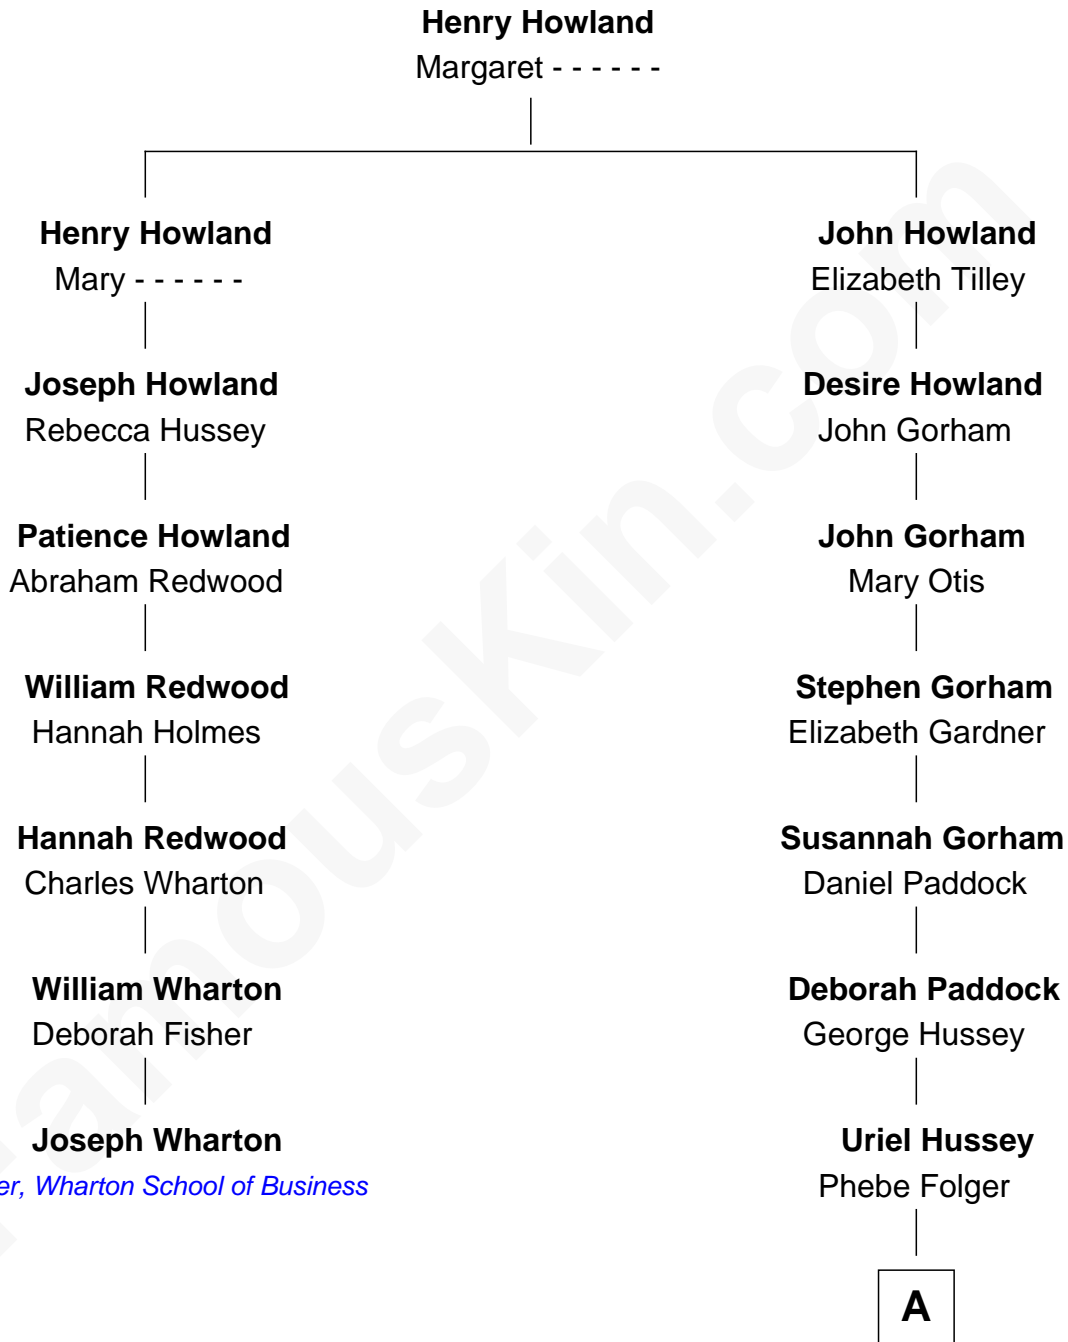 Henry Howland
Margaret - - - - - -
Henry Howland
Mary - - - - - -
John Howland
Elizabeth Tilley
Joseph Howland
Rebecca Hussey
Desire Howland
John Gorham
Patience Howland
Abraham Redwood
John Gorham
Mary Otis
William Redwood
Hannah Holmes
Stephen Gorham
Elizabeth Gardner
Hannah Redwood
Charles Wharton
Susannah Gorham
Daniel Paddock
William Wharton
Deborah Fisher
Deborah Paddock
George Hussey
Joseph Wharton
er, Wharton School of Business
Uriel Hussey
Phebe Folger
A
FamousKin.com